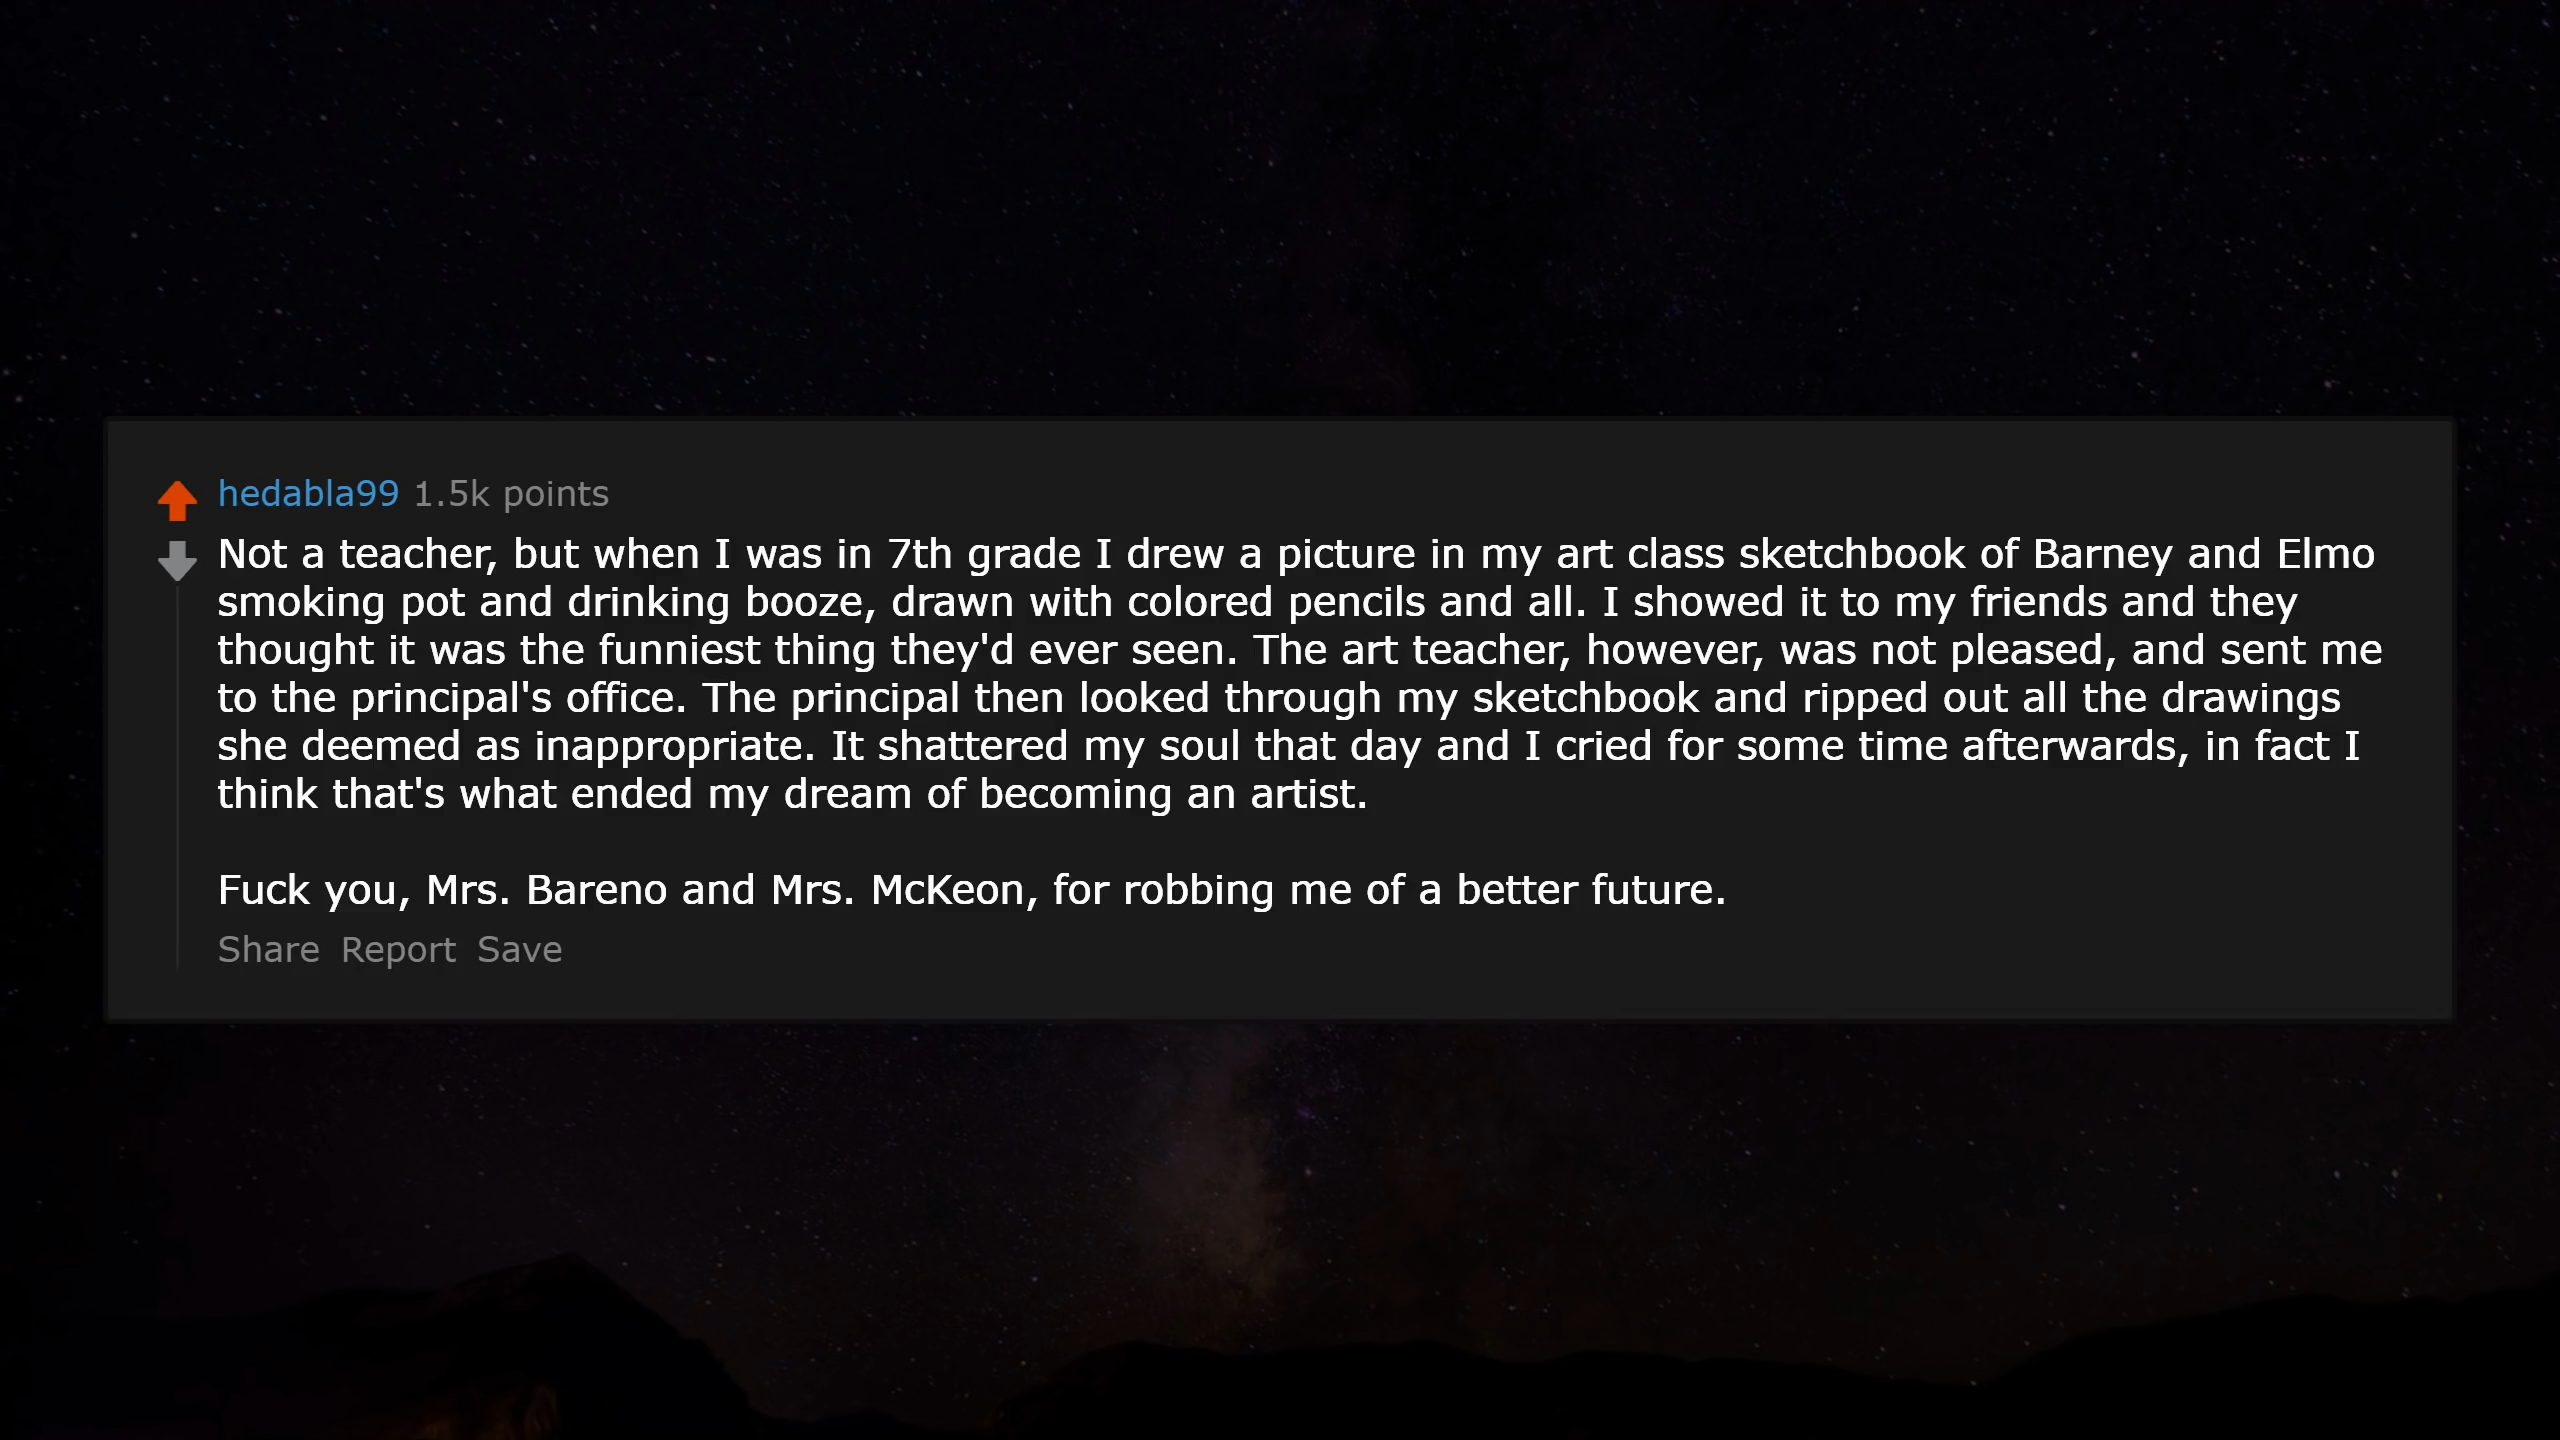 hedabla99 1.5k points
Not a teacher, but when I was in 7th grade I drew a picture in my art class sketchbook of Barney and Elmo
smoking pot and drinking booze, drawn with colored pencils and all. I showed it to my friends and they
thought it was the funniest thing they'd ever seen. The art teacher, however, was not pleased, and sent me
to the principal's office. The principal then looked through my sketchbook and ripped out all the drawings
she deemed as inappropriate. It shattered my soul that day and I cried for some time afterwards, in fact I
think that's what ended my dream of becoming an artist.
Fuck you, Mrs. Bareno and Mrs. McKeon, for robbing me of a better future.
Share Report Save